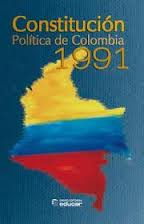 Constitución
Política de Colombia
1991
educar